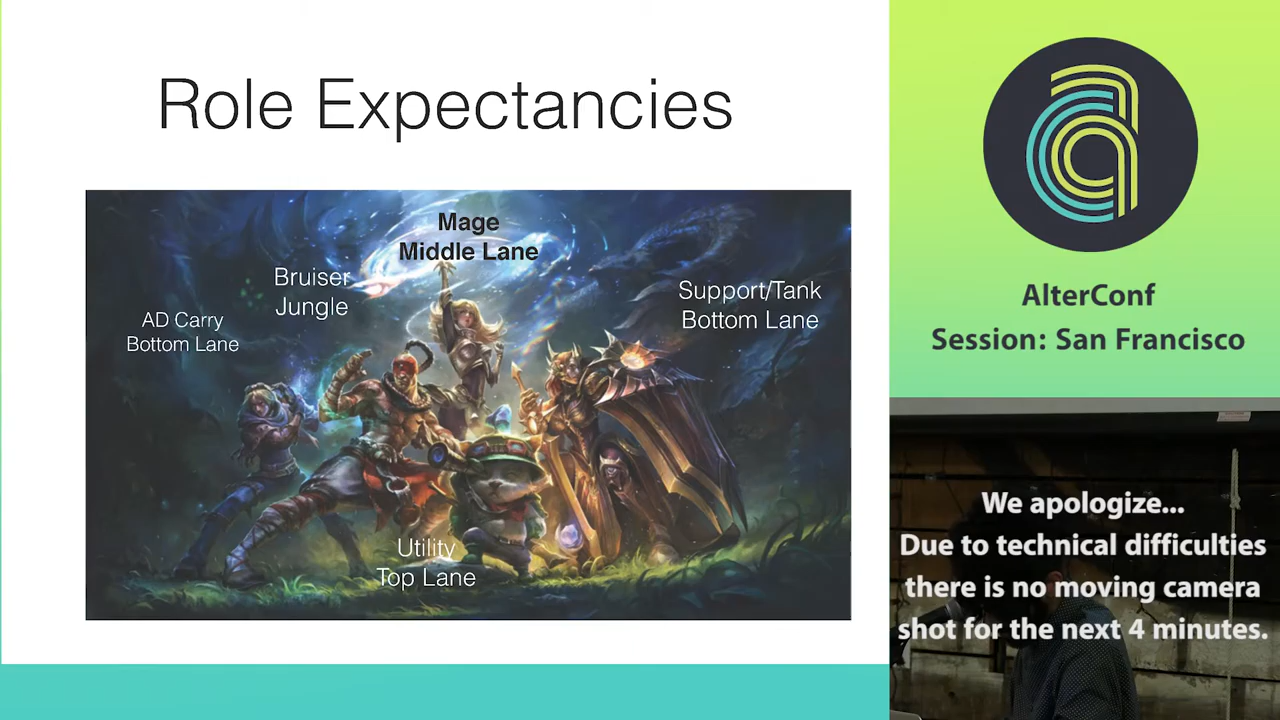 Role Expectancies
Mage
Middle Lane
Bruiser
Jungle
Support/Tank
Bottom Lane
AD Carry
Bottom Lane
Utility
Top Lane
AlterConf
Session: San Francisco
We apologize...
Due to technical difficulties
there is no moving camera
shot for the next 4 minutes.